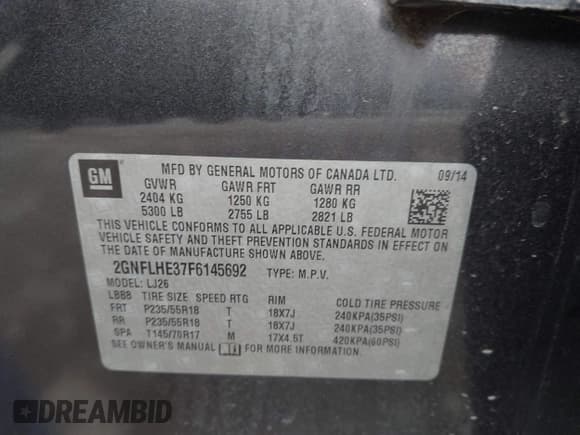 GM
MFD BY GENERAL MOTORS OF CANADA LTD. 09/14
GVWR GAWR FRT GAWR RR
2404 KG 1250 KG 1280 KG
5300 LB 2755 LB 2821 LB
THIS VEHICLE CONFORMS TO ALL APPLICABLE U.S. FEDERAL MOTOR
VEHICLE SAFETY AND THEFT PREVENTION STANDARDS IN EFFECT ON
THE DATE OF MANUFACTURE SHOWN ABOVE.
2GNFLHE37F6145692 TYPE: M.P.V.
MODEL: LJ26
LBBB TIRE SIZE SPEED RTG RIM COLD TIRE PRESSURE
FRT P235/55R18 T 18X7J 240KPA(35PSI)
RR P235/55R18 T 18X7J 240KPA(35PSI)
SPA T145/70R17 M 17X4.5T 420KPA(60PSI)
SEE OWNER'S MANUAL FOR MORE INFORMATION.
DREAMBID